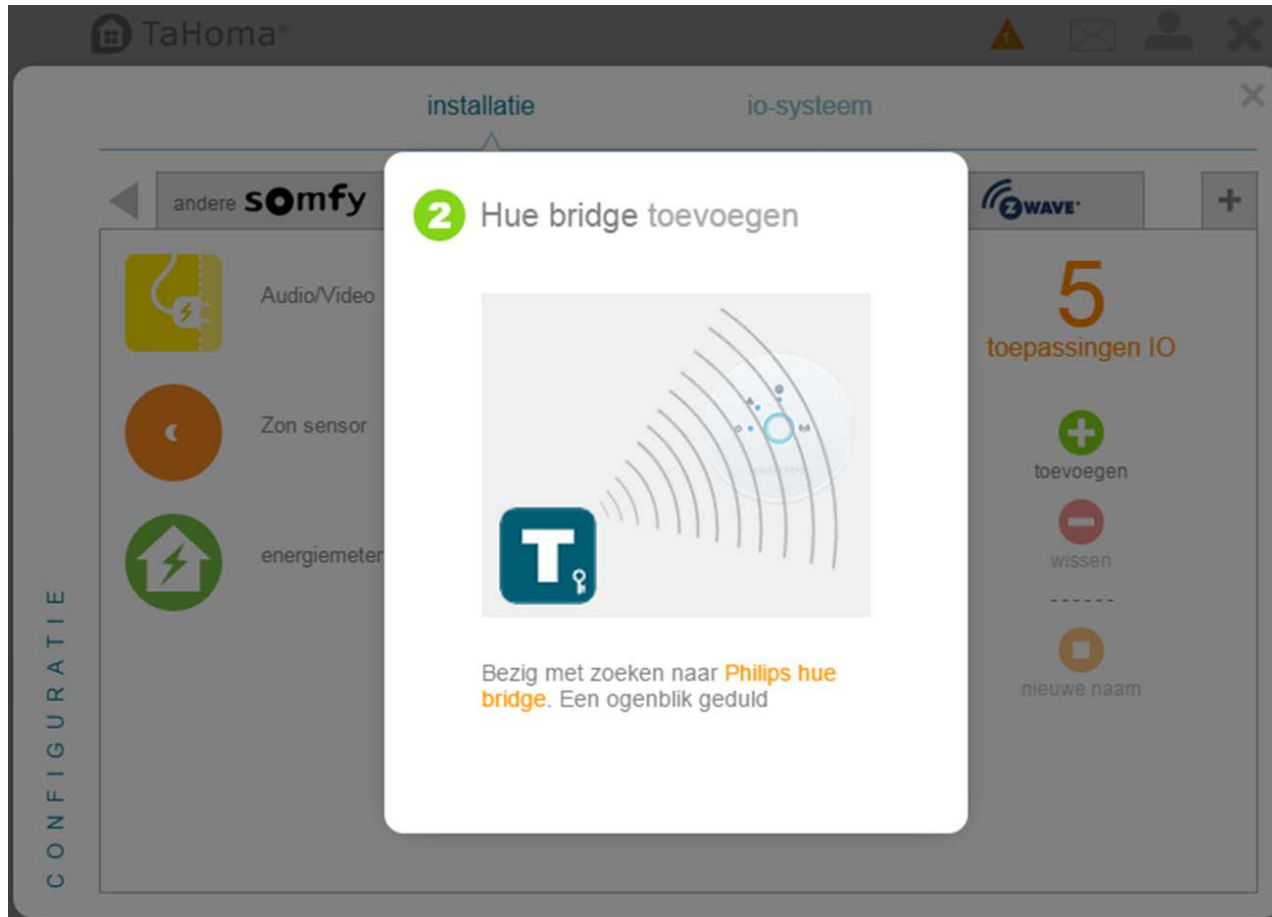 TaHoma®
installatie
io-systeem
andere somfy
Z WAVE
+
2 Hue bridge toevoegen
Audio/Video
Zon sensor
energiemeter
T
Bezig met zoeken naar Philips hue
bridge. Een ogenblik geduld
5
toepassingen IO
toevoegen
wissen
------
nieuwe naam
CONFIGURATIE